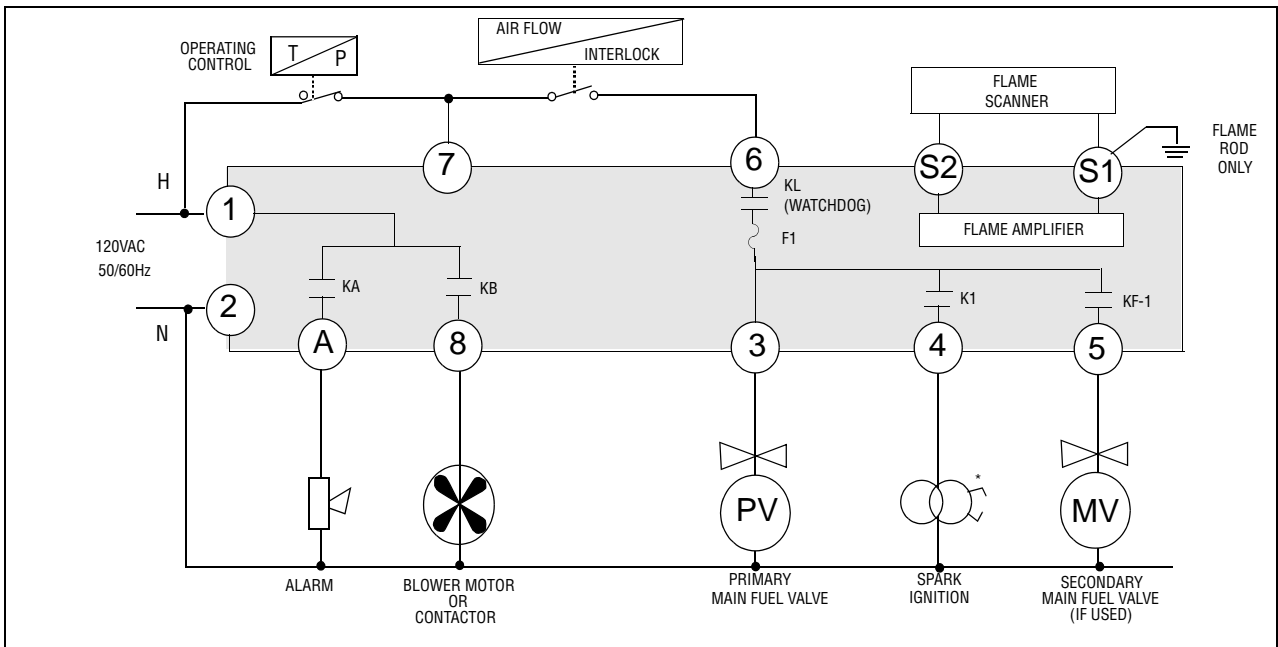 AIR FLOW
INTERLOCK
OPERATING
CONTROL
T P
FLAME
SCANNER
FLAME
ROD
ONLY
7
6
S2
S1
H
1
KL
(WATCHDOG)
F1
FLAME AMPLIFIER
120VAC
50/60Hz
KA
KB
K1
KF-1
2
N
A
8
3
4
5
*
PV
MV
ALARM
BLOWER MOTOR
OR
CONTACTOR
PRIMARY
MAIN FUEL VALVE
SPARK
IGNITION
SECONDARY
MAIN FUEL VALVE
(IF USED)